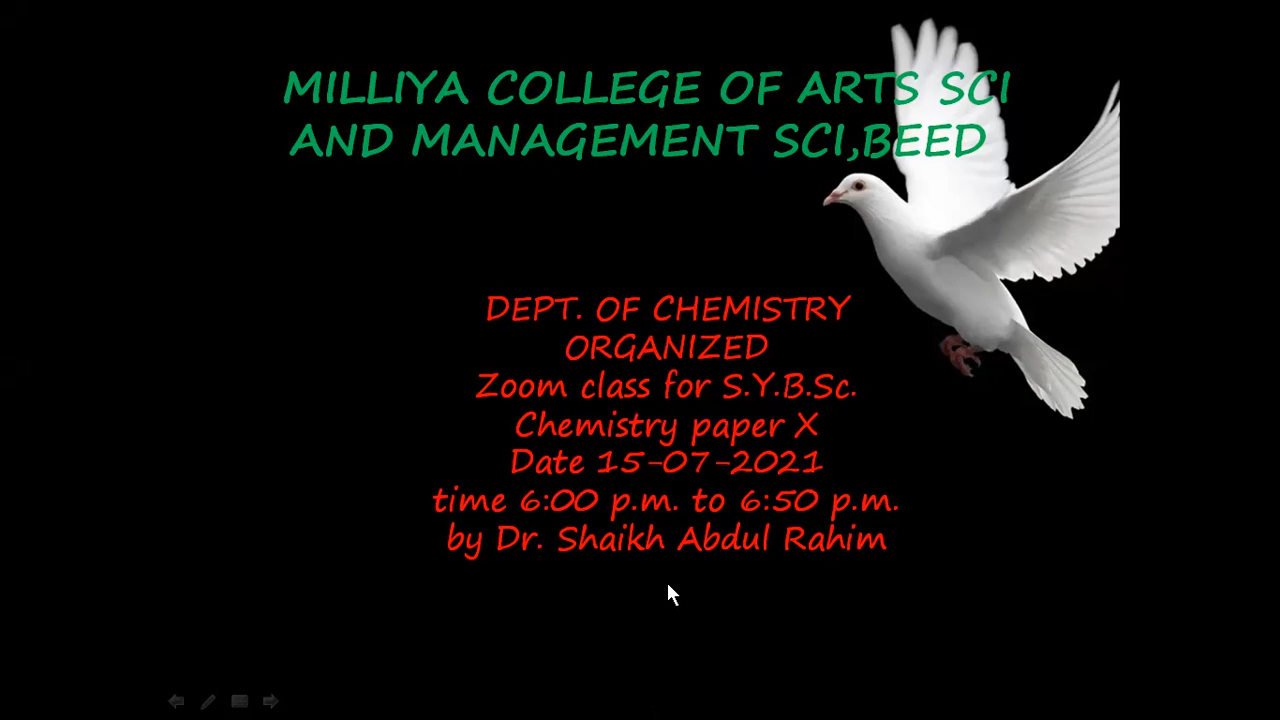 MILLIYA COLLEGE OF ARTS SCI
AND MANAGEMENT SCI,BEED
DEPT. OF CHEMISTRY
ORGANIZED
Zoom class for S.Y.B.Sc.
Chemistry paper X
Date 15-07-2021
time 6:00 p.m. to 6:50 p.m.
by Dr. Shaikh Abdul Rahim